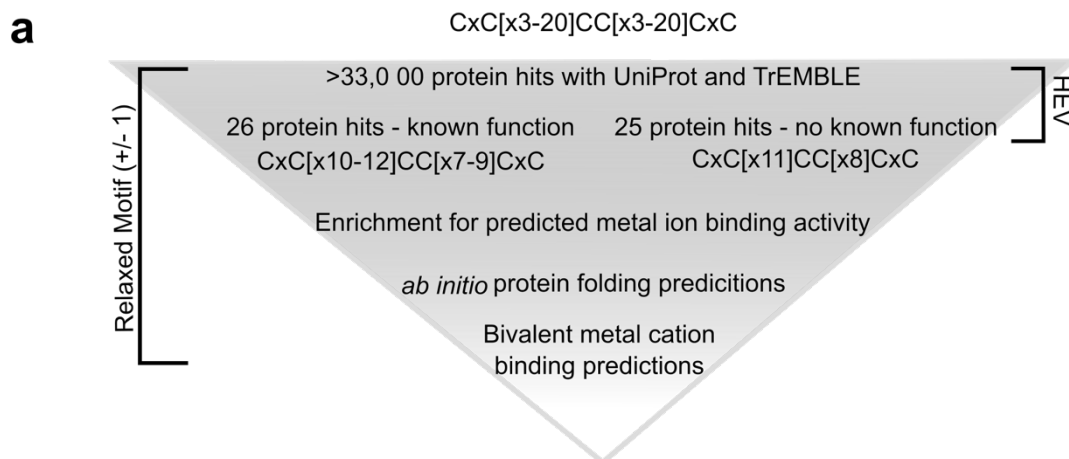 a
CxC[x3-20]CC[x3-20]CxC
>33,0 00 protein hits with UniProt and TrEMBLE
26 protein hits - known function
CxC[x10-12]CC[x7-9]CxC
25 protein hits - no known function
CxC[x11]CC[x8]CxC
HEV
Relaxed Motif (+/- 1)
Enrichment for predicted metal ion binding activity
ab initio protein folding predicitions
Bivalent metal cation
binding predictions